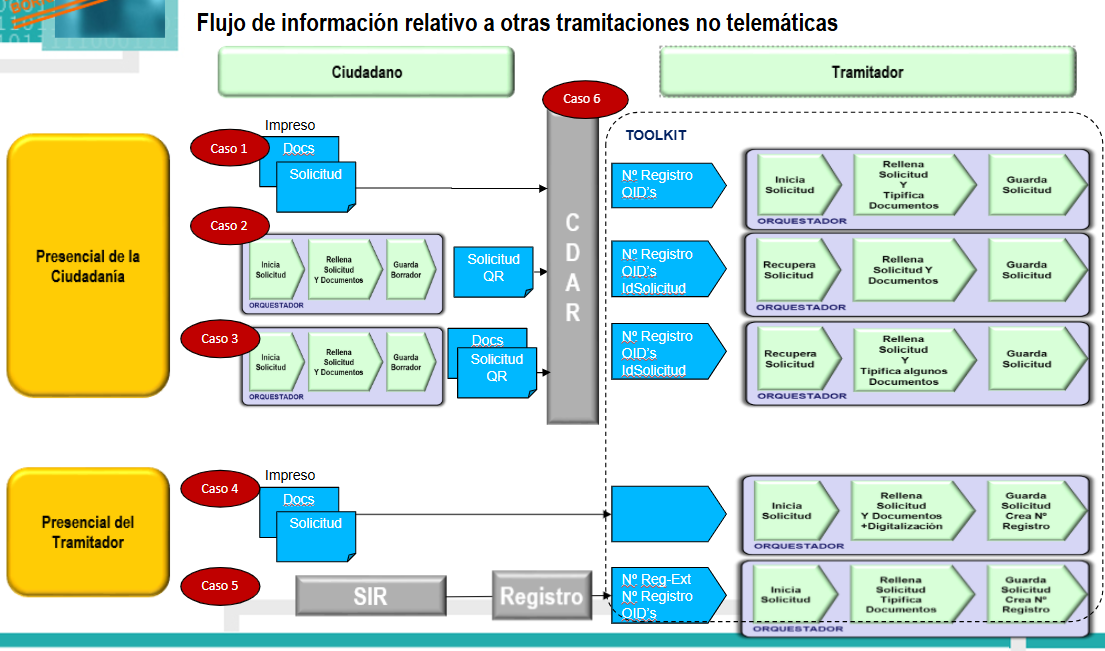 Flujo de información relativo a otras tramitaciones no telemáticas
Ciudadano
Tramitador
Caso 6
TOOLKIT
Presencial de la
Ciudadanía
Caso 1
Impreso
Docs
Solicitud
C
D
A
R
Nº Registro
OID's
Inicia
Solicitud
Rellena
Solicitud
Y
Tipifica
Documentos
Guarda
Solicitud
ORQUESTADOR
Caso 2
Inicia
Solicitud
Rellena
Solicitud
Y Documentos
Guarda
Borrador
ORQUESTADOR
Solicitud
QR
Nº Registro
OID's
IdSolicitud
Recupera
Solicitud
Rellena
Solicitud Y
Documentos
Guarda
Solicitud
ORQUESTADOR
Caso 3
Inicia
Solicitud
Rellena
Solicitud
Y Documentos
Guarda
Borrador
ORQUESTADOR
Docs
Solicitud
QR
Nº Registro
OID's
IdSolicitud
Recupera
Solicitud
Rellena
Solicitud
Y
Tipifica algunos
Documentos
Guarda
Solicitud
ORQUESTADOR
Presencial del
Tramitador
Caso 4
Impreso
Docs
Solicitud
Inicia
Solicitud
Rellena
Solicitud
Y Documentos
+Digitalización
Guarda
Solicitud
Crea Nº
Registro
ORQUESTADOR
Caso 5
SIR
Registro
Nº Reg-Ext
Nº Registro
OID's
Inicia
Solicitud
Rellena
Solicitud
Tipifica
Documentos
Guarda
Solicitud
Crea Nº
Registro
ORQUESTADOR